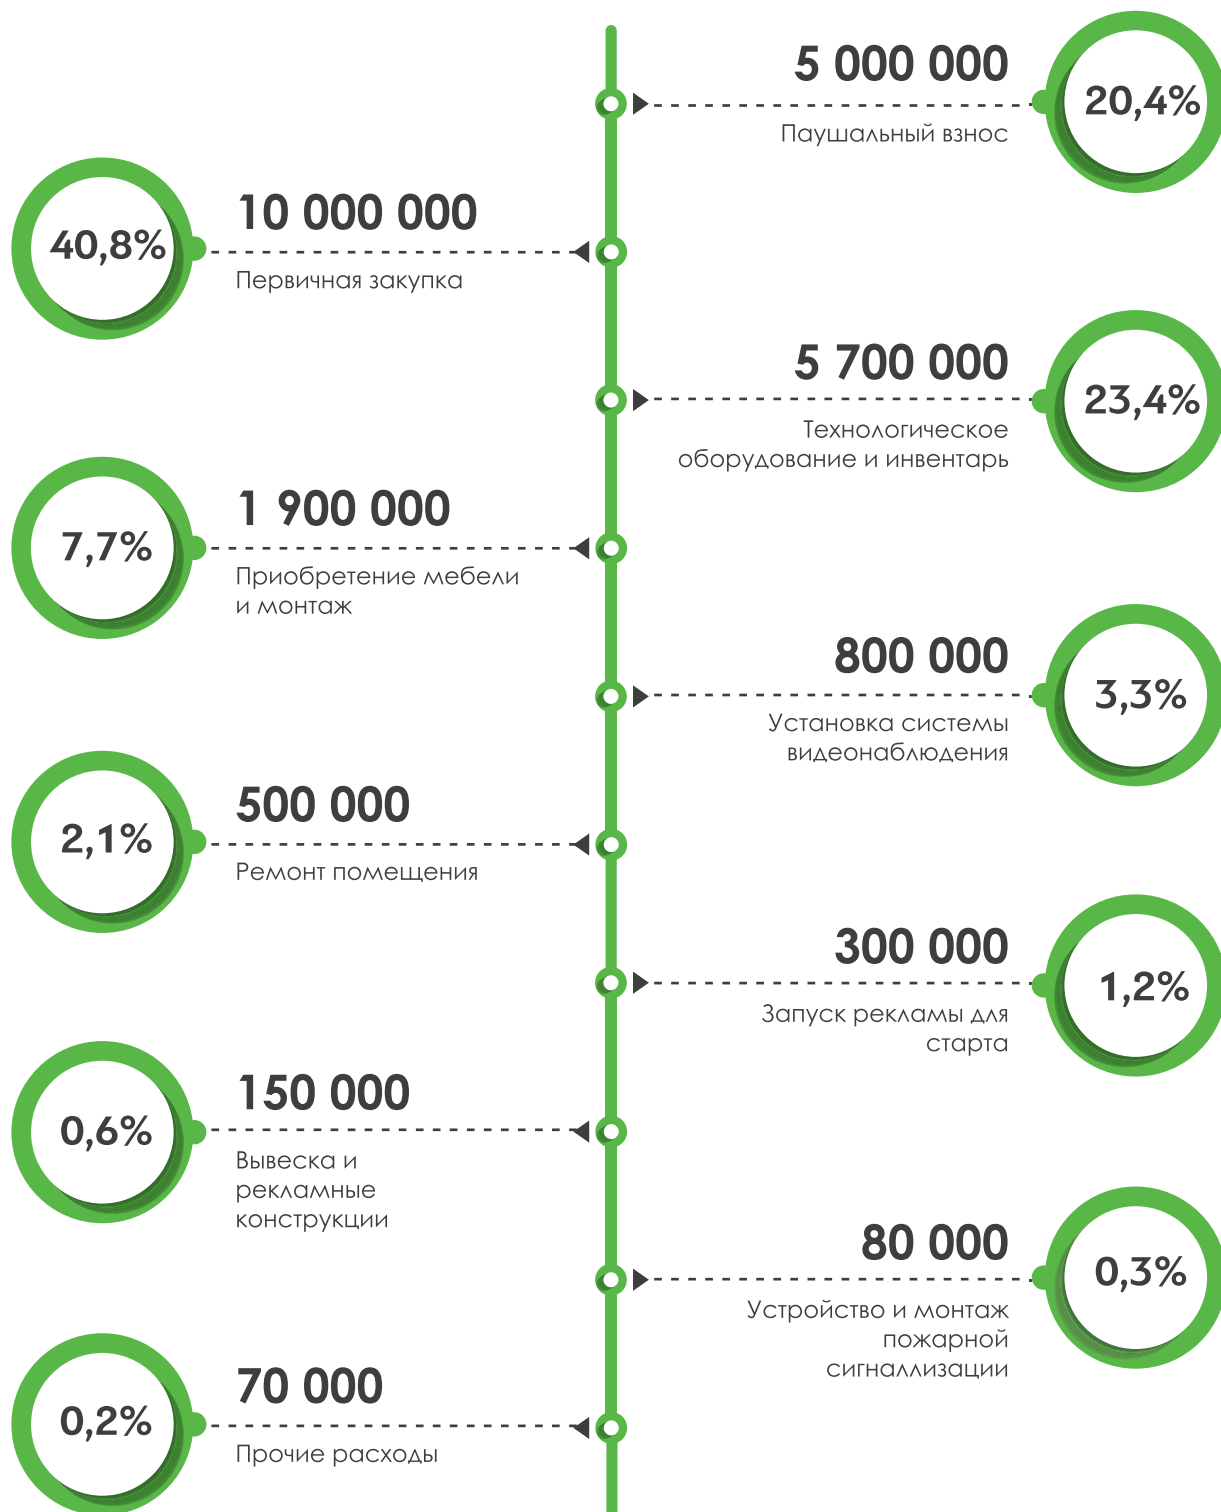 5 000 000
Паушальный взнос
20,4%
40,8%
10 000 000
Первичная закупка
5 700 000
Технологическое
оборудование и инвентарь
23,4%
7,7%
1 900 000
Приобретение мебели
и монтаж
800 000
Установка системы
видеонаблюдения
3,3%
2,1%
500 000
Ремонт помещения
300 000
Запуск рекламы для
старта
1,2%
0,6%
150 000
Вывеска и
рекламные
конструкции
80 000
Устройство и монтаж
пожарной
сигналлизации
0,3%
0,2%
70 000
Прочие расходы